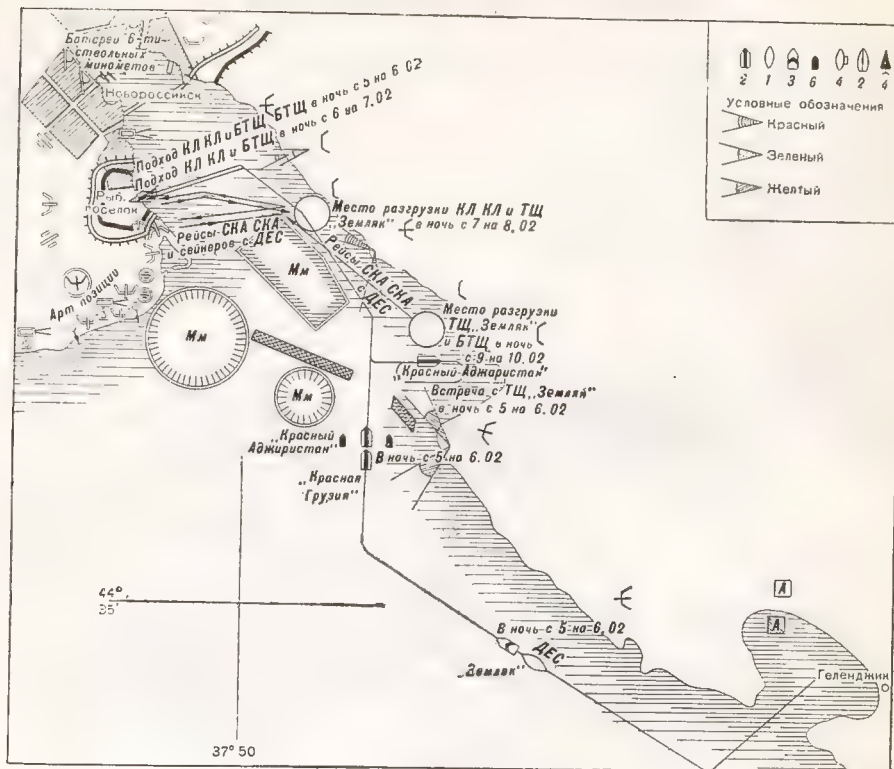 Батареи 6-ти-
ствольных
минометов
Новороссийск
Подход КЛ КЛ и БТЩ БТЩ в ночь с 5 на 6 02
Подход КЛ КЛ и БТЩ в ночь с 6 на 7.02
Рыб.
поселок
Рейсы СКА СКА
и сейнеров с ДЕС
Место разгрузки КЛ КЛ и ТЩ
"Земляк" в ночь с 7 на 8.02
Рейсы СКА СКА
с ДЕС
Мм
Арт позиции
Мм
Мм
Место разгрузки
ТЩ "Земляк"
и БТЩ в ночь
с 9 на 10.02
"Красный Аджаристан"
Встреча с ТЩ "Земляк"
в ночь с 5 на 6.02
"Красный
Аджиристан"
В ночь с 5 на 6.02
"Красная
Грузия"
44°
35'
В ночь с 5 на 6.02
ДЕС
"Земляк"
А
А
Геленджик
37° 50
2 1 3 6 4 2 4
Условные обозначения
Красный
Зеленый
Желтый